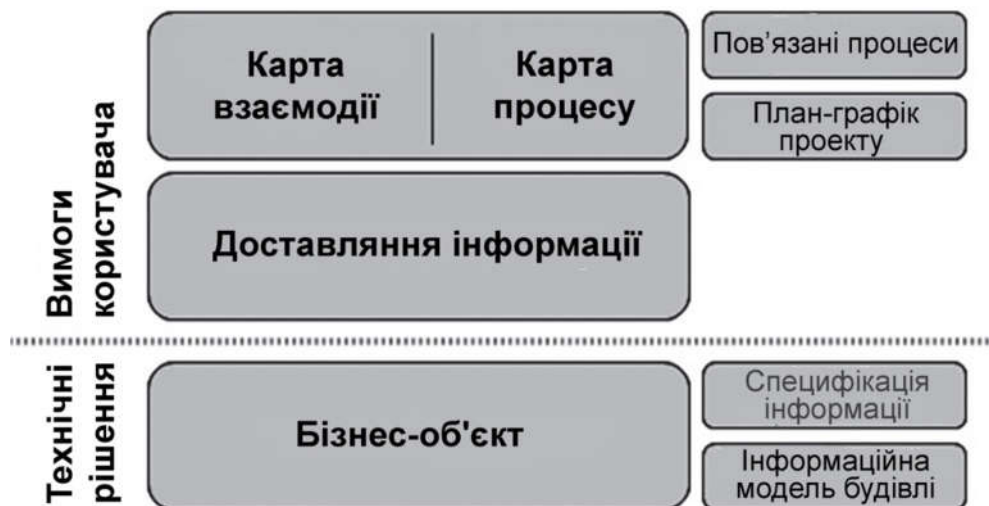 Вимоги
користувача
Карта
взаємодії
Карта
процесу
Пов’язані процеси
План-графік
проекту
Доставляння інформації
Технічні
рішення
Бізнес-об'єкт
Специфікація
інформації
Інформаційна
модель будівлі